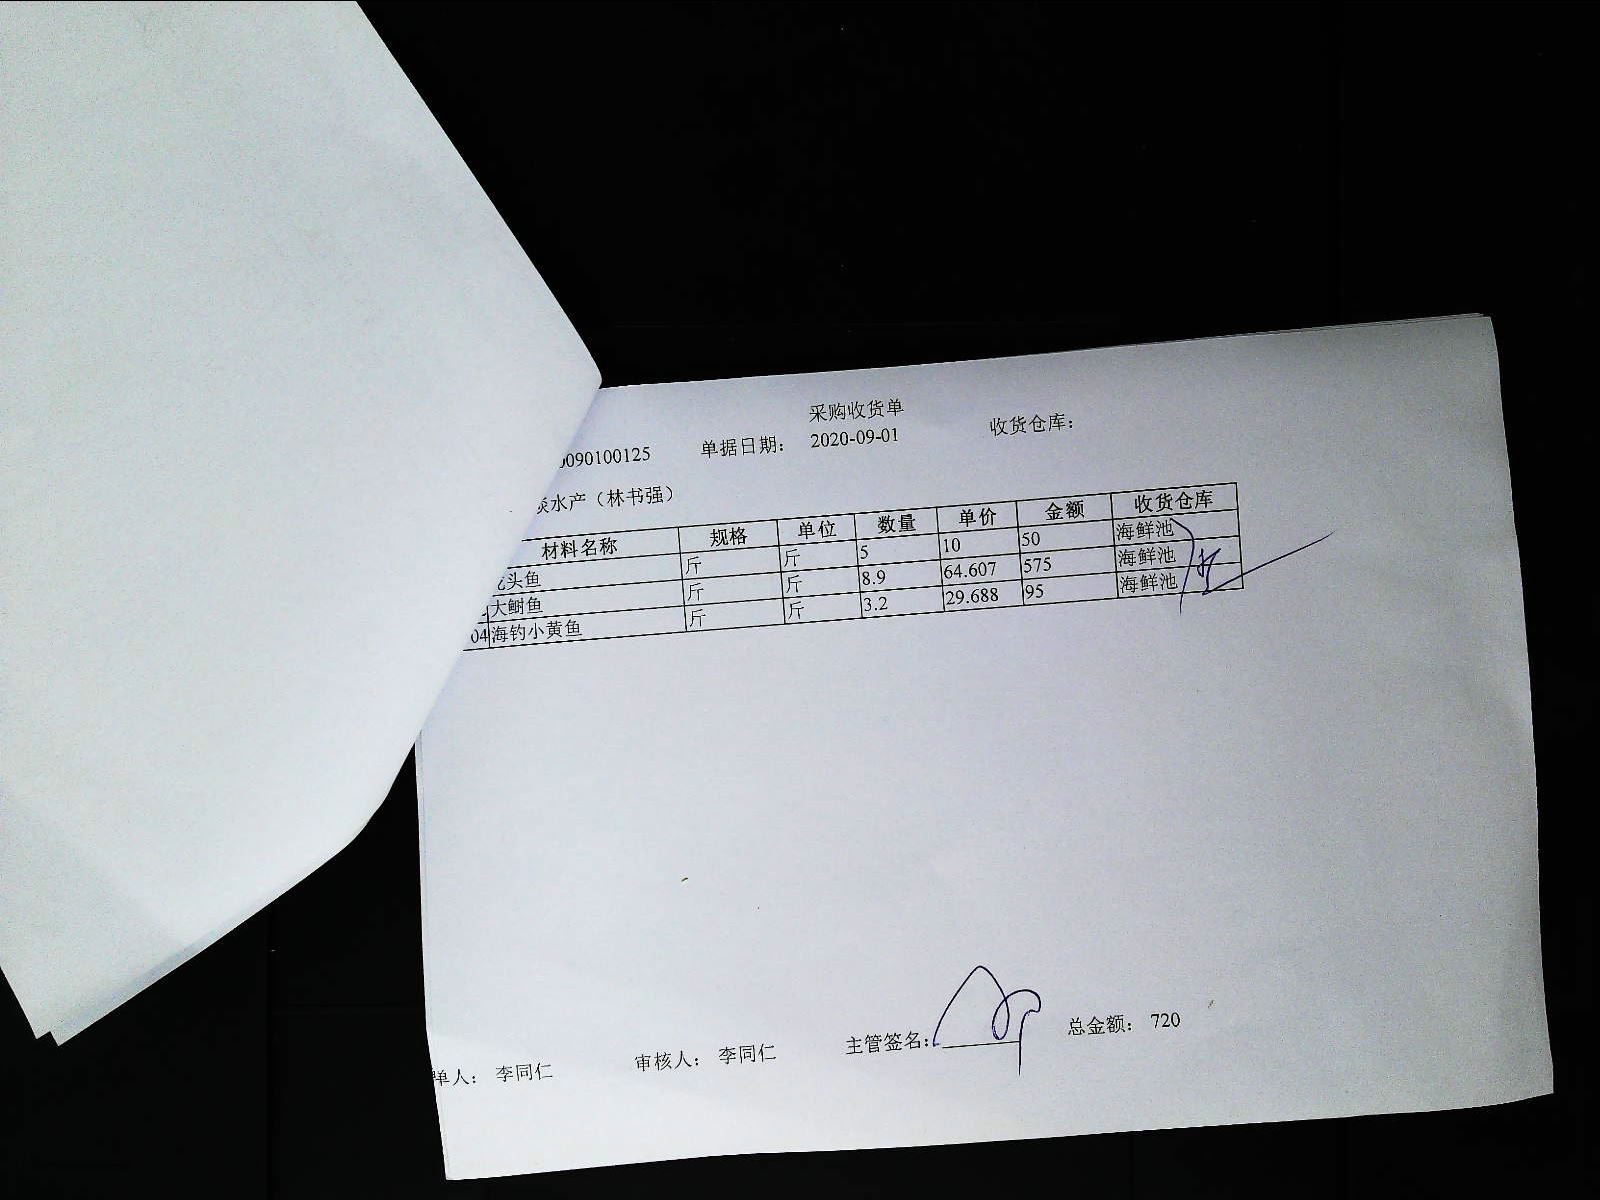 采购收货单
090100125 单据日期： 2020-09-01 收货仓库：
淡水产（林书强）
材料名称 规格 单位 数量 单价 金额 收货仓库
头鱼 斤 斤 5 10 50 海鲜池
大鲥鱼 斤 斤 8.9 64.607 575 海鲜池
04 海钓小黄鱼 斤 斤 3.2 29.688 95 海鲜池
单人： 李同仁 审核人： 李同仁 主管签名： 总金额： 720